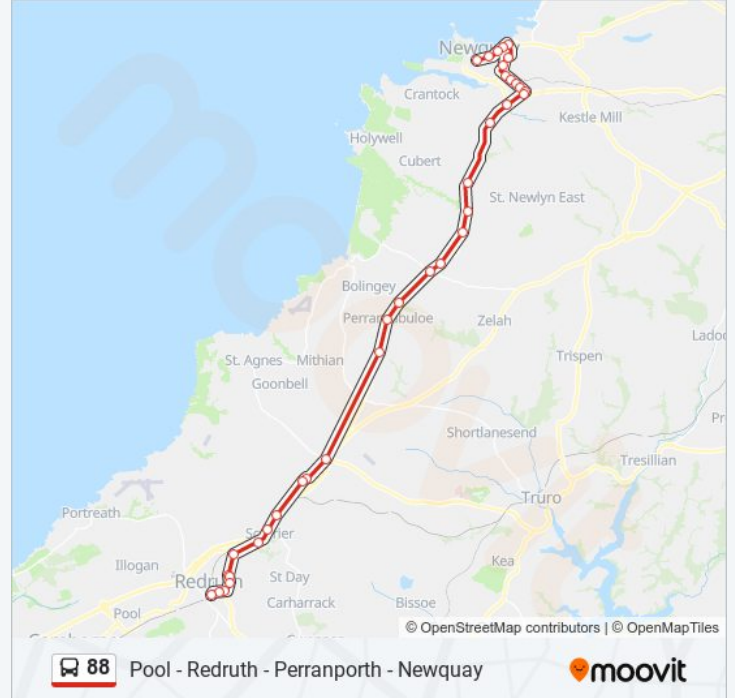 Newquay
Crantock
Kestle Mill
Holywell
Cubert
St. Newlyn East
Bolingey
Perranzabuloe
Zelah
St. Agnes
Mithian
Trispen
Goonbell
Shortlanesend
Tresillian
Truro
Portreath
Scorrier
Kea
Illogan
Redruth
St Day
Carharrack
Bissoe
Pool
© OpenStreetMap contributors | © OpenMapTiles
88 Pool - Redruth - Perranporth - Newquay
moovit